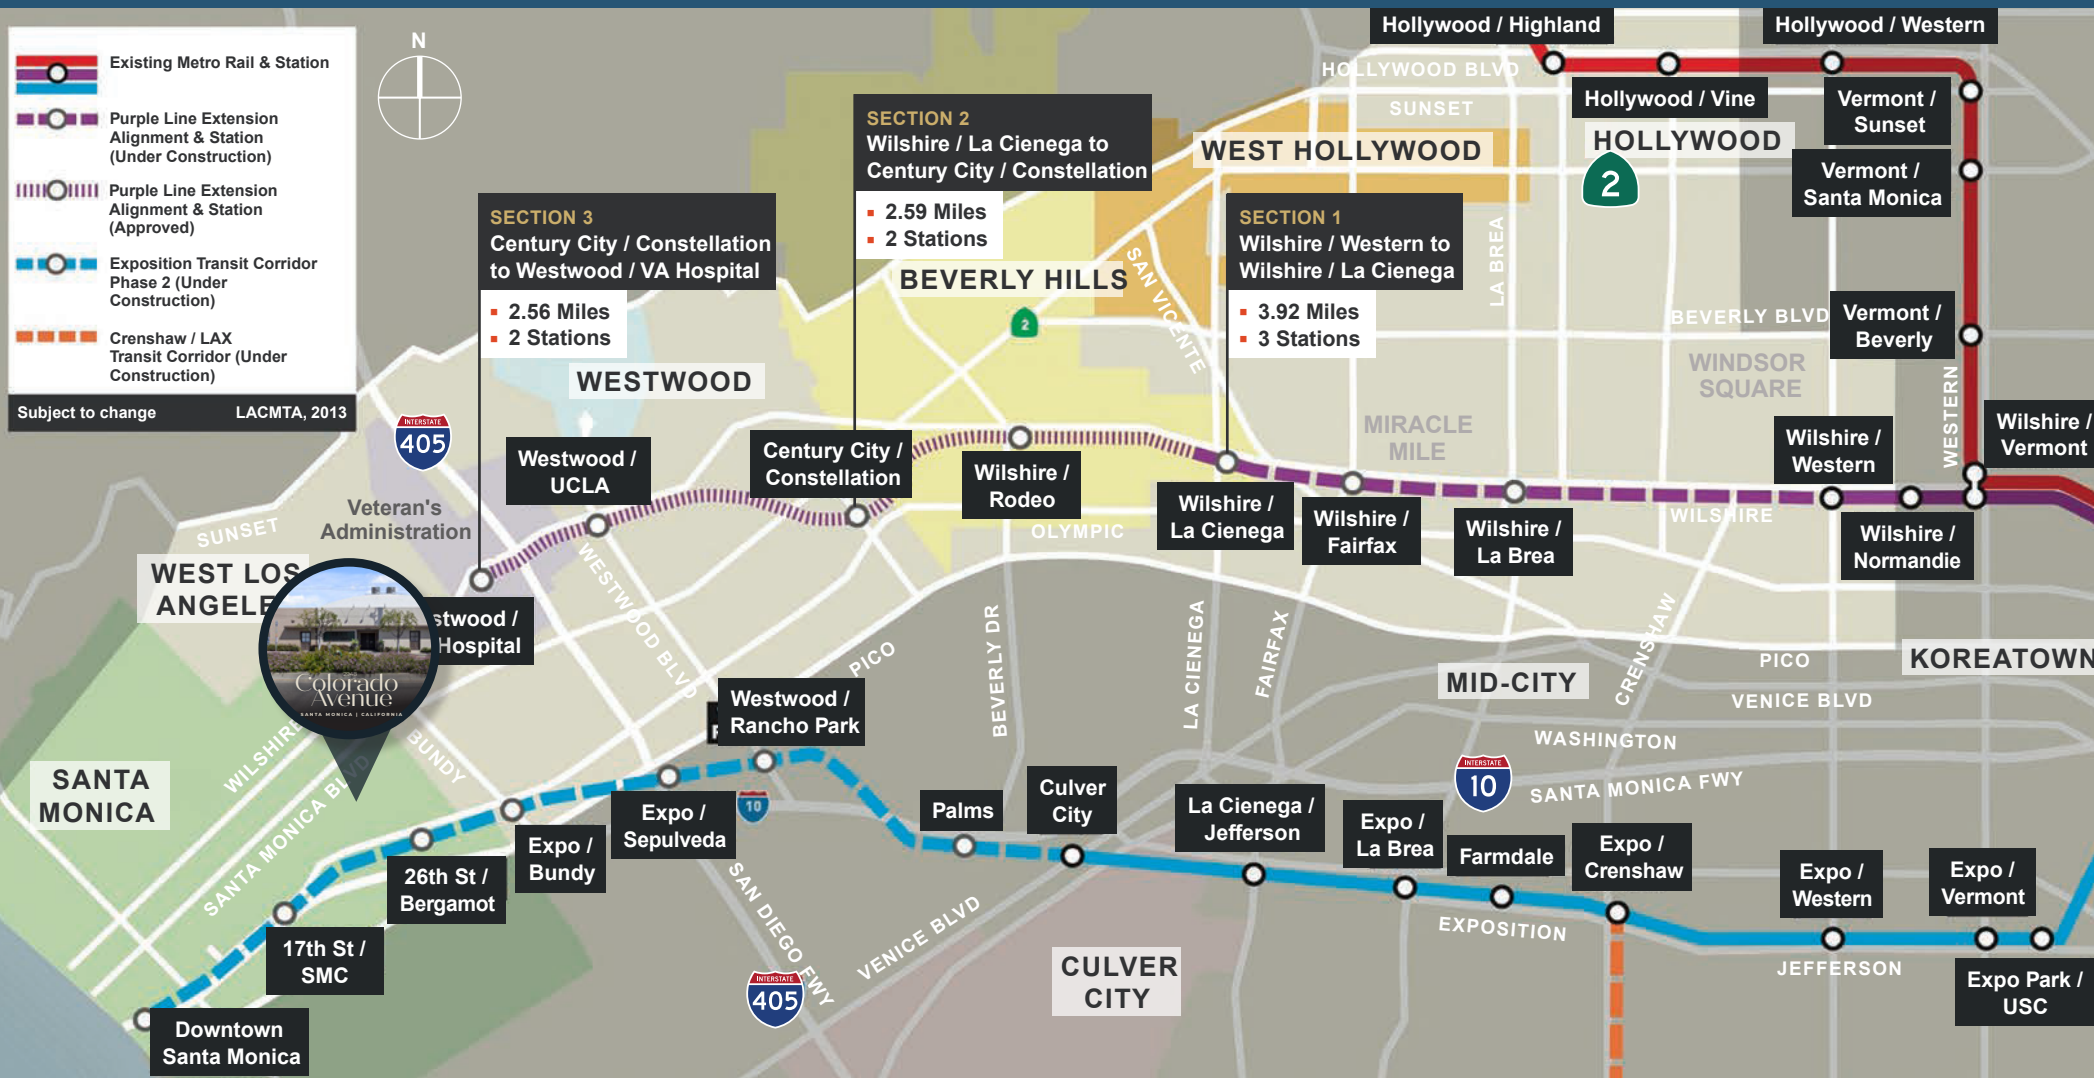 Existing Metro Rail & Station
Purple Line Extension
Alignment & Station
(Under Construction)
Purple Line Extension
Alignment & Station
(Approved)
Exposition Transit Corridor
Phase 2 (Under
Construction)
Crenshaw / LAX
Transit Corridor (Under
Construction)
Subject to change
LACMTA, 2013
N
SECTION 3
Century City / Constellation
to Westwood / VA Hospital
2.56 Miles
2 Stations
SECTION 2
Wilshire / La Cienega to
Century City / Constellation
2.59 Miles
2 Stations
SECTION 1
Wilshire / Western to
Wilshire / La Cienega
3.92 Miles
3 Stations
Hollywood / Highland
Hollywood / Western
HOLLYWOOD BLVD
SUNSET
Hollywood / Vine
Vermont /
Sunset
WEST HOLLYWOOD
HOLLYWOOD
2
Vermont /
Santa Monica
BEVERLY HILLS
2
SAN VICENTE
LA BREA
BEVERLY BLVD
Vermont /
Beverly
WINDSOR
SQUARE
WESTERN
WESTWOOD
MIRACLE
MILE
INTERSTATE
405
Westwood /
UCLA
Century City /
Constellation
Wilshire /
Rodeo
Wilshire /
La Cienega
Wilshire /
Fairfax
Wilshire /
La Brea
Wilshire /
Western
Wilshire /
Vermont
Wilshire /
Normandie
OLYMPIC
WILSHIRE
Veteran's
Administration
SUNSET
WEST LOS
ANGELE
stwood /
Hospital
Colorado
Avenue
SANTA MONICA | CALIFORNIA
WESTWOOD BLVD
PICO
BEVERLY DR
LA CIENEGA
FAIRFAX
CRENSHAW
PICO
KOREATOWN
MID-CITY
VENICE BLVD
WASHINGTON
INTERSTATE
10
SANTA MONICA FWY
Westwood /
Rancho Park
WILSHIRE
BUNDY
SANTA MONICA BLVD
SANTA
MONICA
10
Expo /
Sepulveda
Expo /
Bundy
26th St /
Bergamot
17th St /
SMC
Downtown
Santa Monica
Palms
Culver
City
La Cienega /
Jefferson
Expo /
La Brea
Farmdale
Expo /
Crenshaw
Expo /
Western
Expo /
Vermont
Expo Park /
USC
SAN DIEGO FWY
VENICE BLVD
EXPOSITION
JEFFERSON
CULVER
CITY
INTERSTATE
405